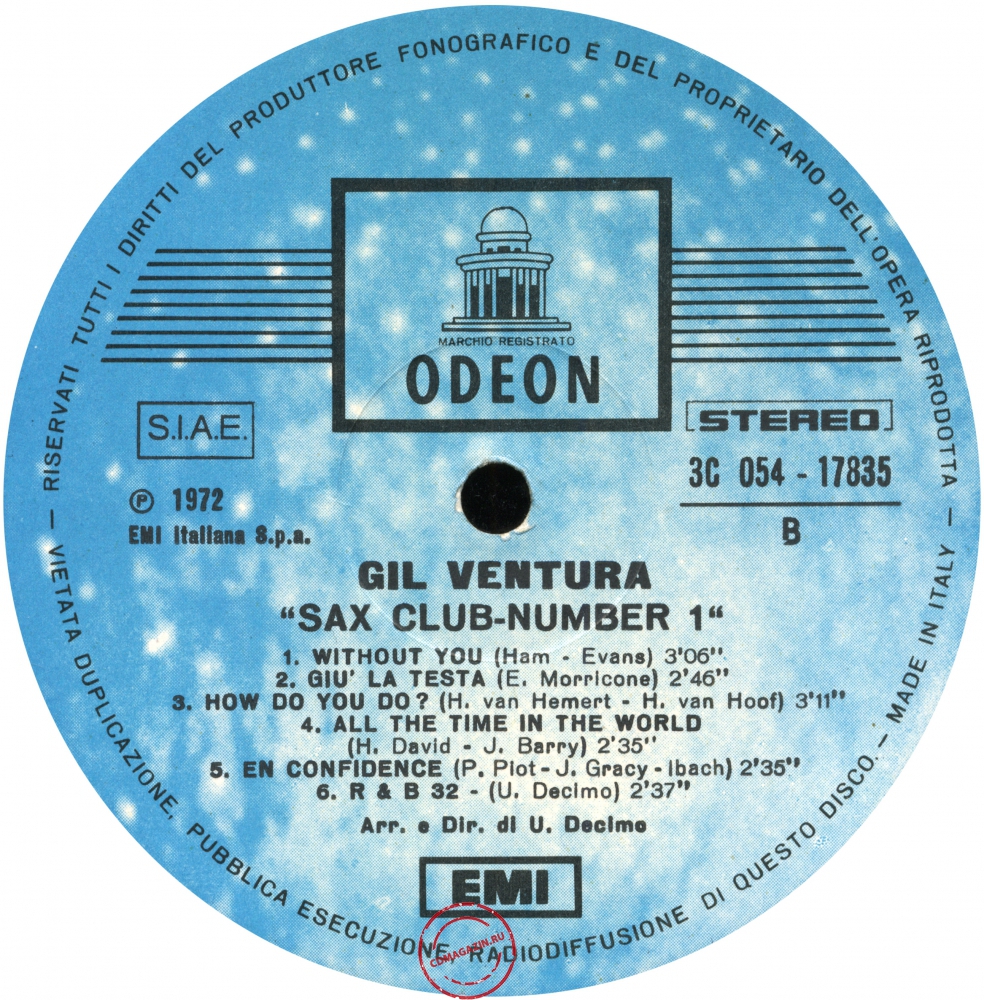 — RISERVATI TUTTI I DIRITTI DEL PRODUTTORE FONOGRAFICO E DEL PROPRIETARIO DELL'OPERA RIPRODOTTA —
MARCHIO REGISTRATO
ODEON
S.I.A.E.
STEREO
Ⓟ 1972
3C 054 - 17835
EMI Italiana S.p.a.
B
GIL VENTURA
"SAX CLUB-NUMBER 1"
1. WITHOUT YOU (Ham - Evans) 3'06"
2. GIU' LA TESTA (E. Morricone) 2'46"
3. HOW DO YOU DO? (H. van Hemert - H. van Hoof) 3'11"
4. ALL THE TIME IN THE WORLD
(H. David - J. Barry) 2'35"
5. EN CONFIDENCE (P. Piot - J. Gracy - Ibach) 2'35"
6. R & B 32 - (U. Decimo) 2'37"
Arr. e Dir. di U. Decimo
EMI
VIETATA DUPLICAZIONE, PUBBLICA ESECUZIONE RADIODIFFUSIONE DI QUESTO DISCO. — MADE IN ITALY —
CDMAGAZIN.RU